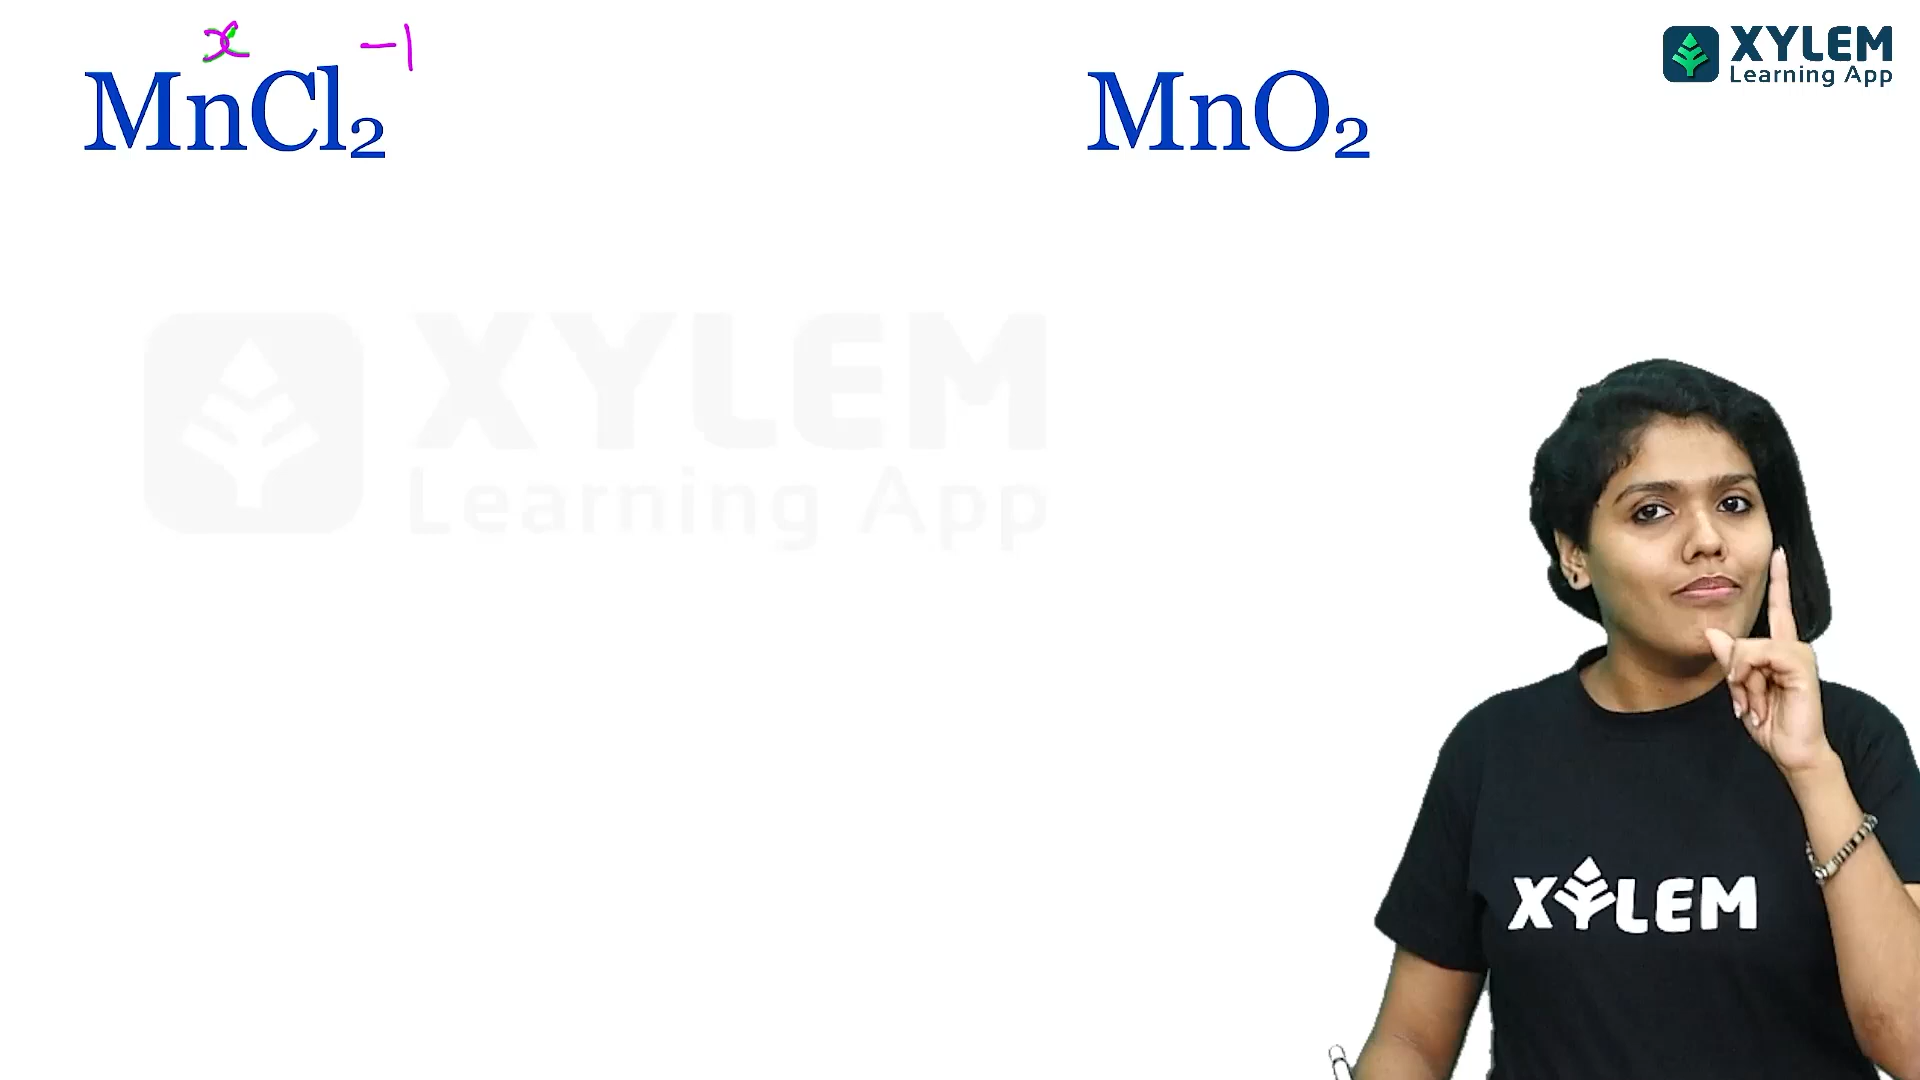 x -1
MnCl₂
MnO₂
XYLEM
Learning App
XYLEM
Learning App
XYLEM